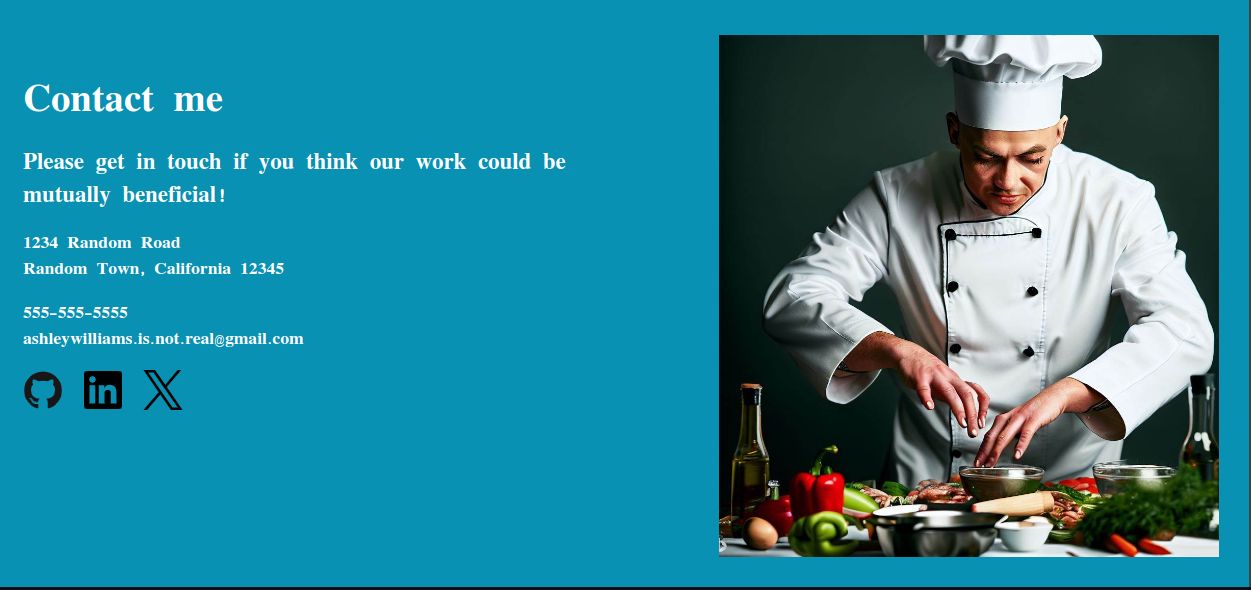 Contact me
Please get in touch if you think our work could be
mutually beneficial!
1234 Random Road
Random Town, California 12345
555-555-5555
ashleywilliams.is.not.real@gmail.com
in
X